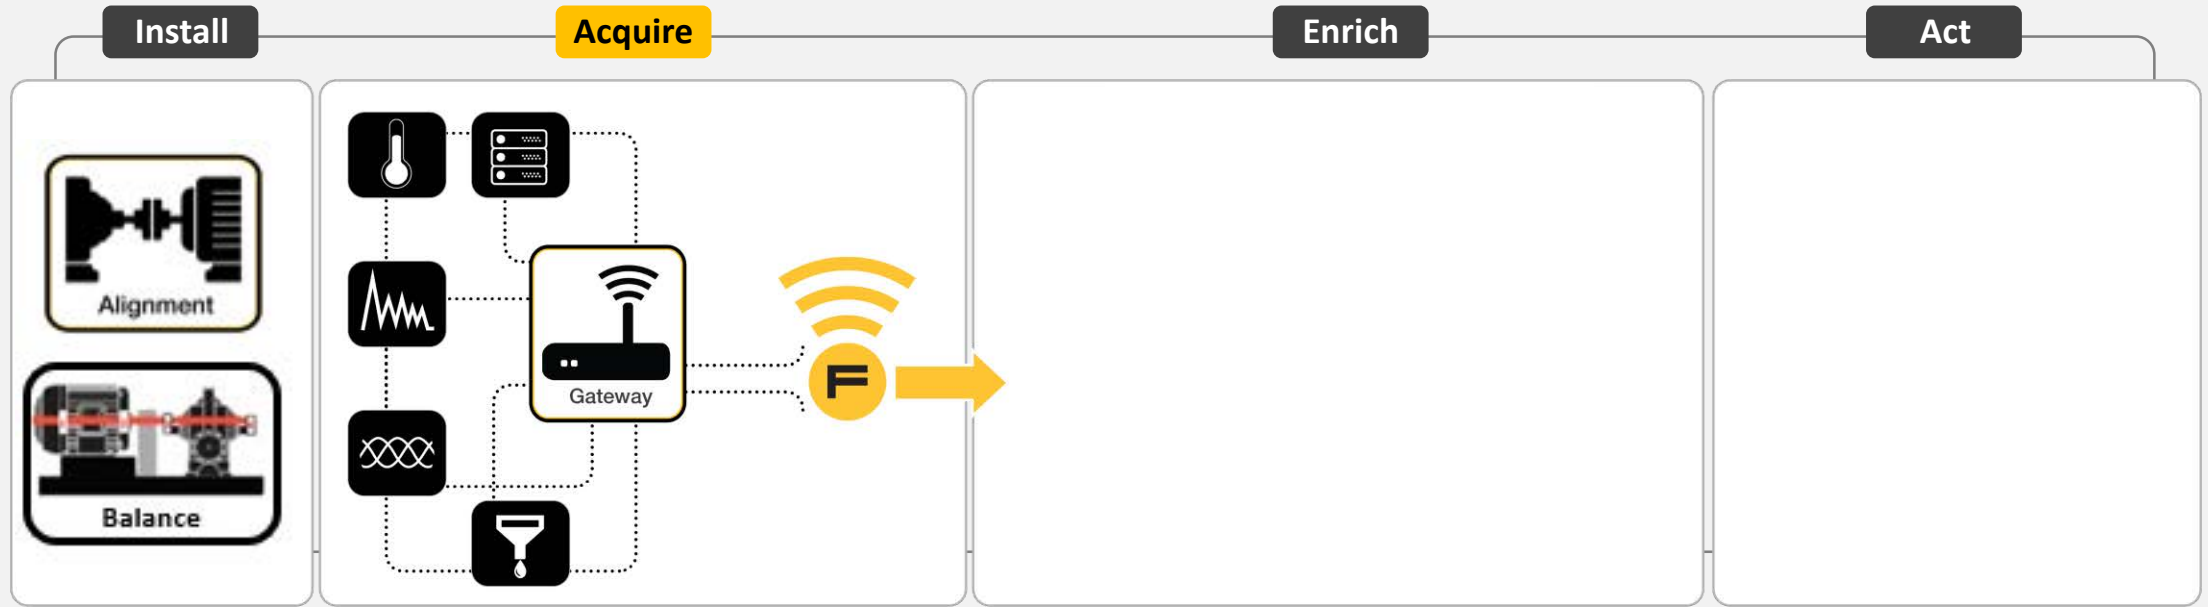 Install
Acquire
Enrich
Act
Alignment
Gateway
F
Balance